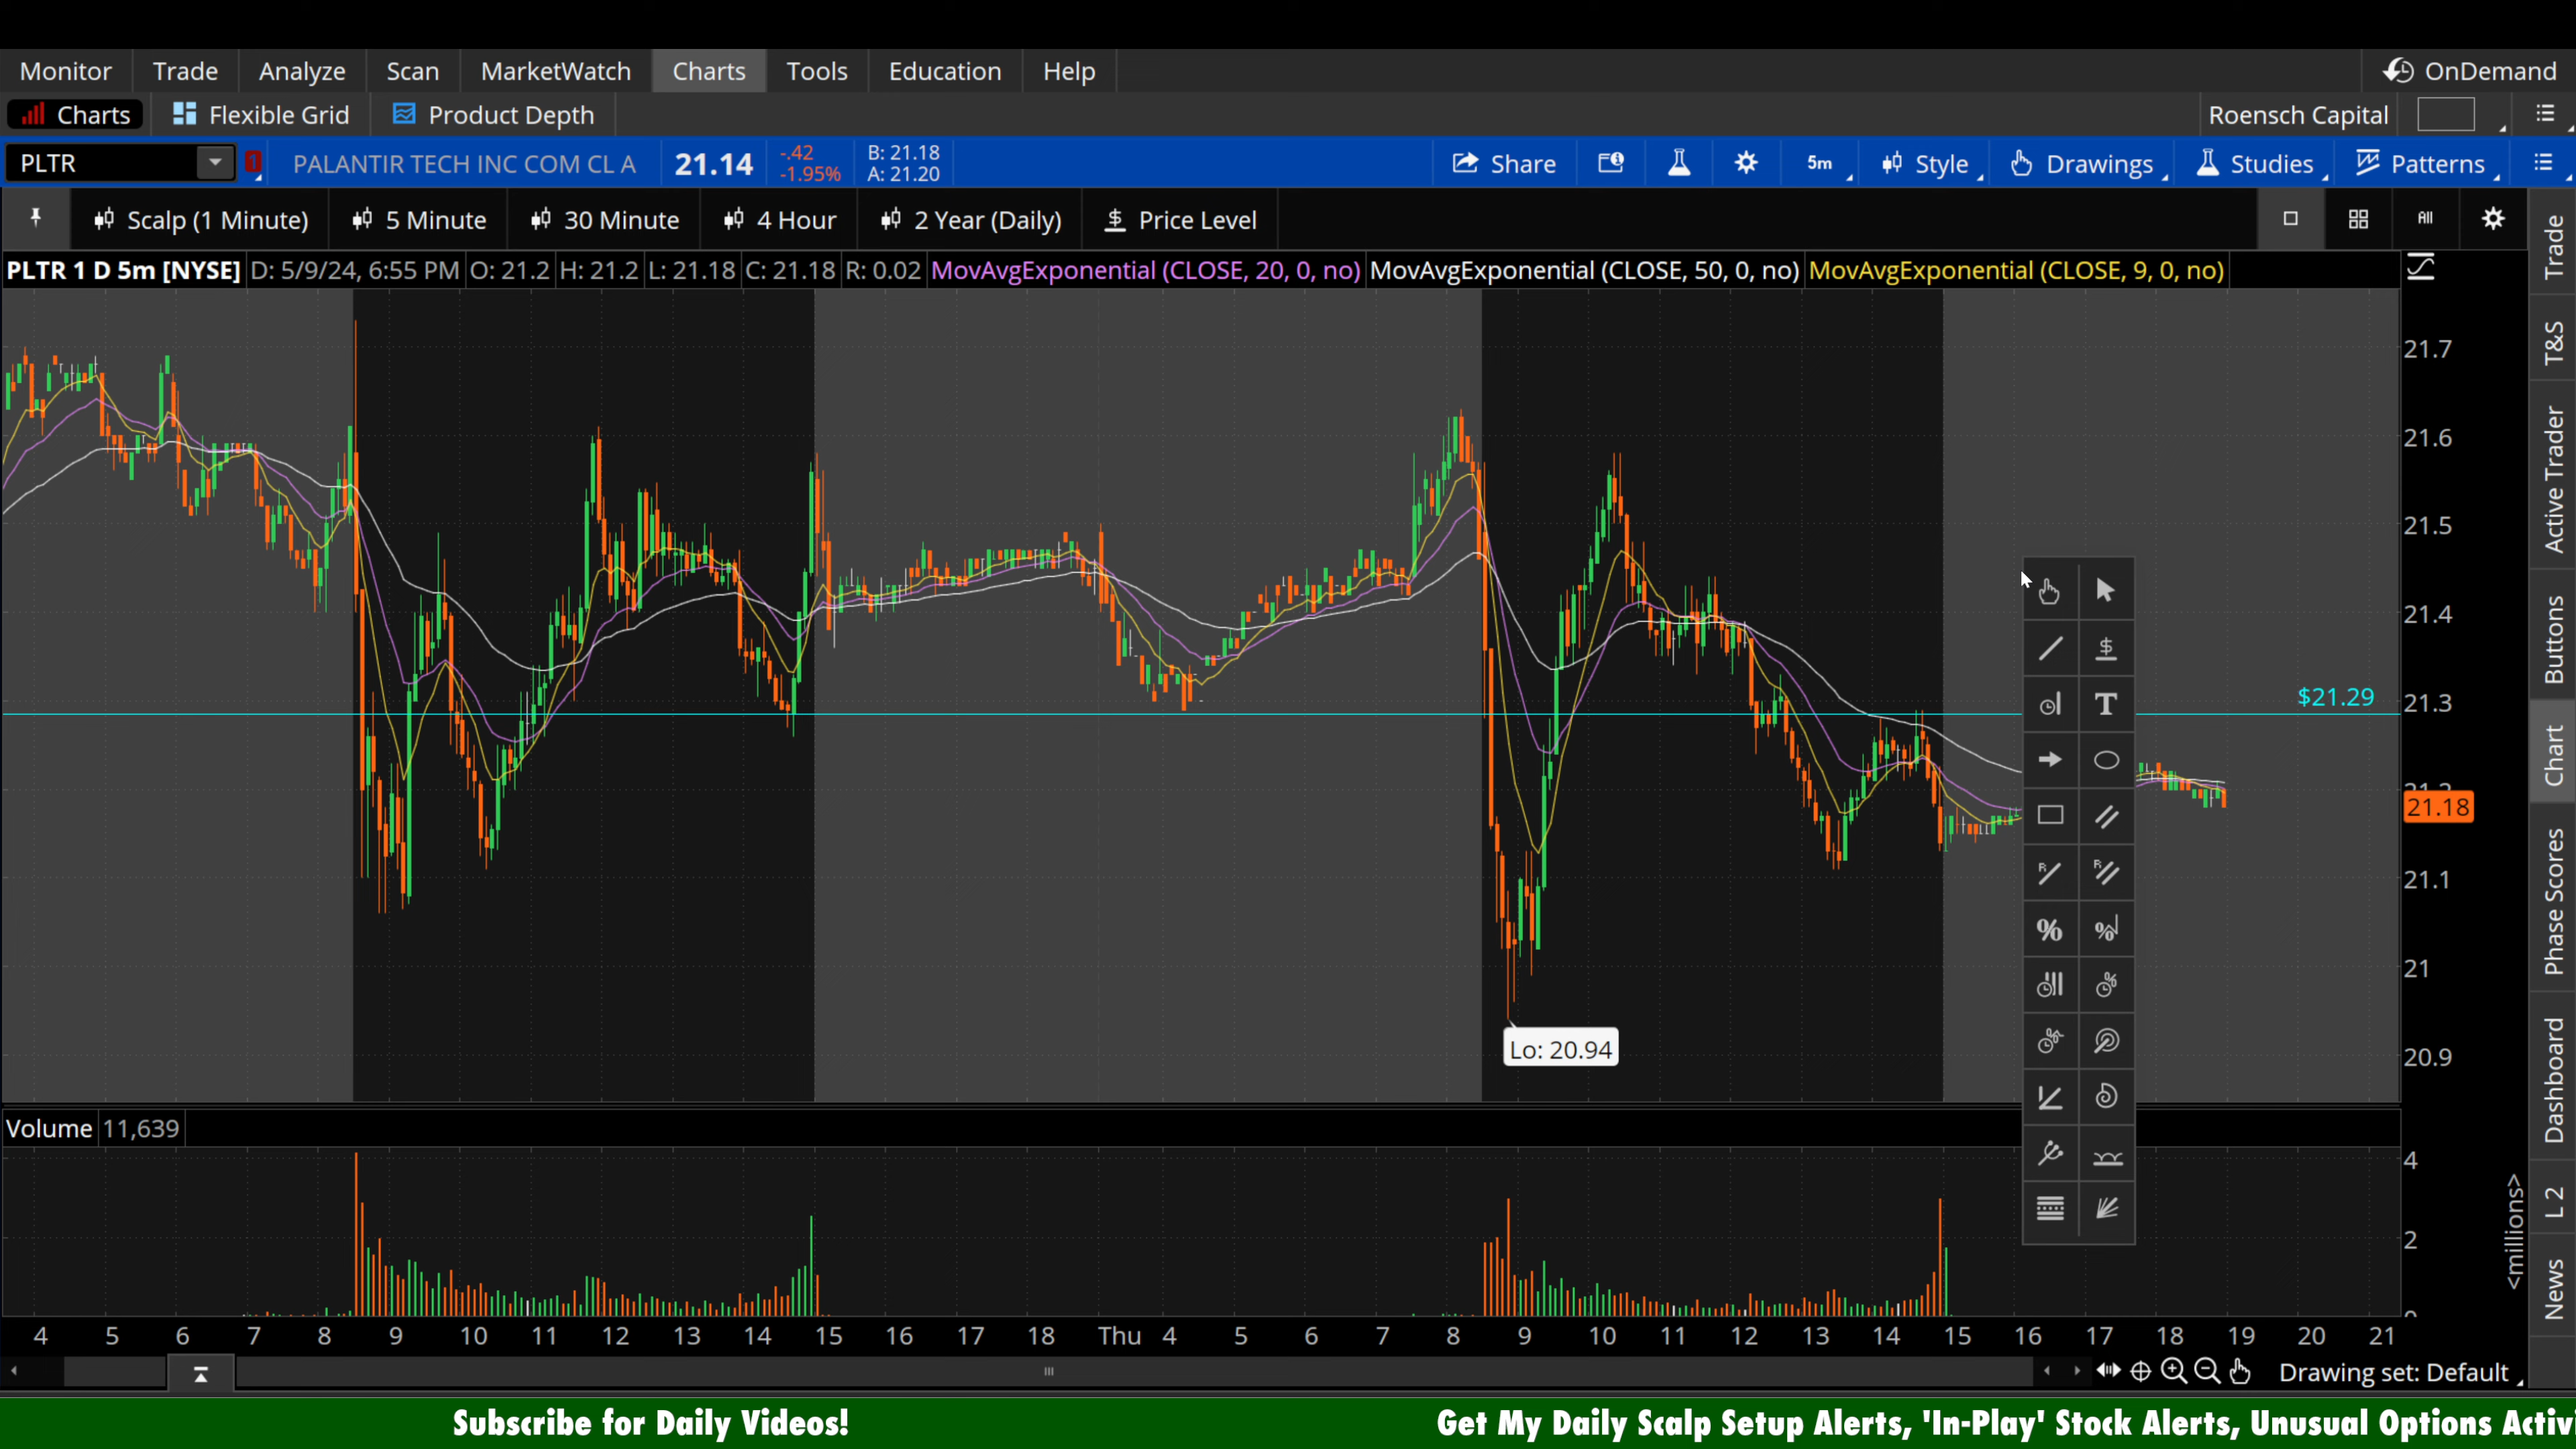 Monitor Trade Analyze Scan MarketWatch Charts Tools Education Help OnDemand
Charts Flexible Grid Product Depth Roensch Capital
PLTR 1 PALANTIR TECH INC COM CL A 21.14 -.42 B: 21.18 Share 5m Style Drawings Studies Patterns
-1.95% A: 21.20
Scalp (1 Minute) 5 Minute 30 Minute 4 Hour 2 Year (Daily) $ Price Level All
PLTR 1 D 5m [NYSE] D: 5/9/24, 6:55 PM O: 21.2 H: 21.2 L: 21.18 C: 21.18 R: 0.02 MovAvgExponential (CLOSE, 20, 0, no) MovAvgExponential (CLOSE, 50, 0, no) MovAvgExponential (CLOSE, 9, 0, no)
21.7
21.6
21.5
21.4
$21.29
21.3
21.18
21.1
21
20.9
Lo: 20.94
Volume 11,639
4
2
<millions>
4 5 6 7 8 9 10 11 12 13 14 15 16 17 18 Thu 4 5 6 7 8 9 10 11 12 13 14 15 16 17 18 19 20 21
Drawing set: Default
Trade
T&S
Active Trader
Buttons
Chart
Phase Scores
Dashboard
L 2
News
Subscribe for Daily Videos! Get My Daily Scalp Setup Alerts, 'In-Play' Stock Alerts, Unusual Options Activi